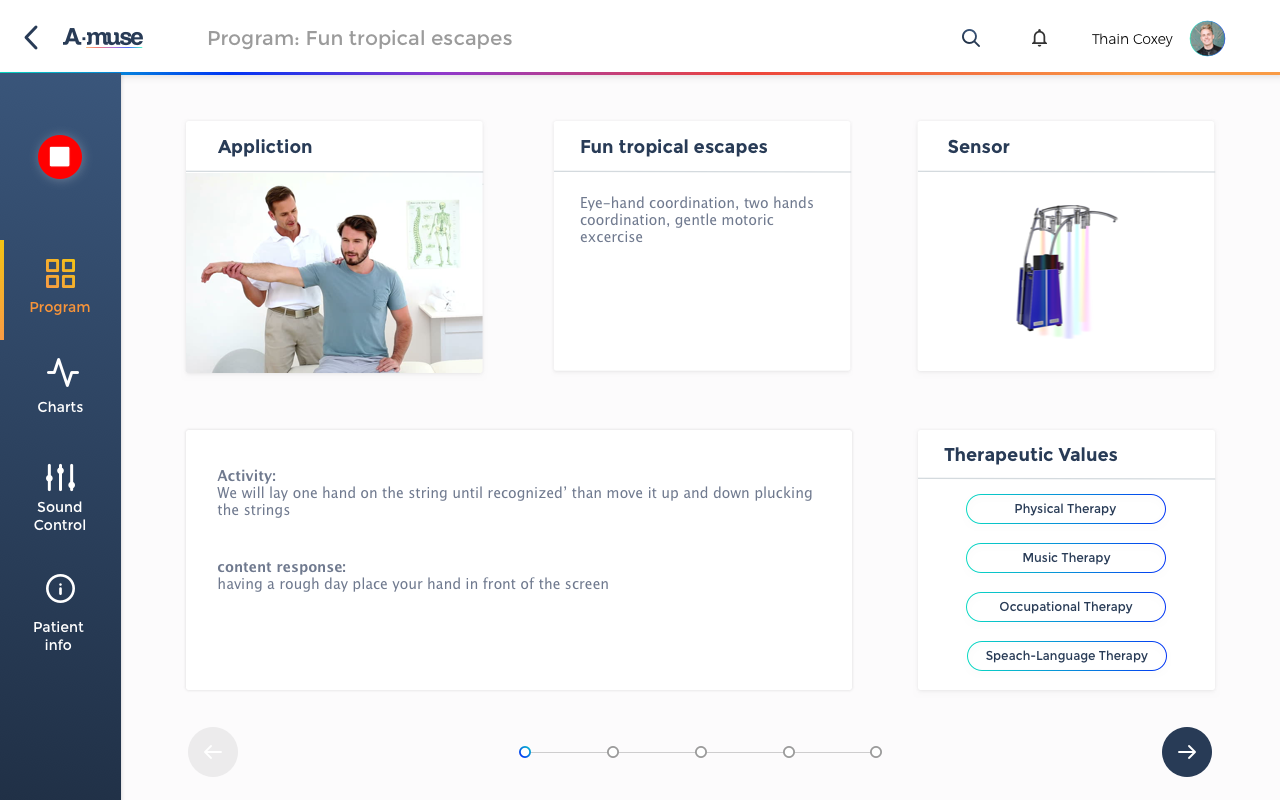 A·muse
Program: Fun tropical escapes
Thain Coxey
Program
Charts
Sound
Control
Patient
info
Appliction
Fun tropical escapes
Eye-hand coordination, two hands
coordination, gentle motoric
excercise
Sensor
Activity:
We will lay one hand on the string until recognized’ than move it up and down plucking
the strings
content response:
having a rough day place your hand in front of the screen
Therapeutic Values
Physical Therapy
Music Therapy
Occupational Therapy
Speach-Language Therapy